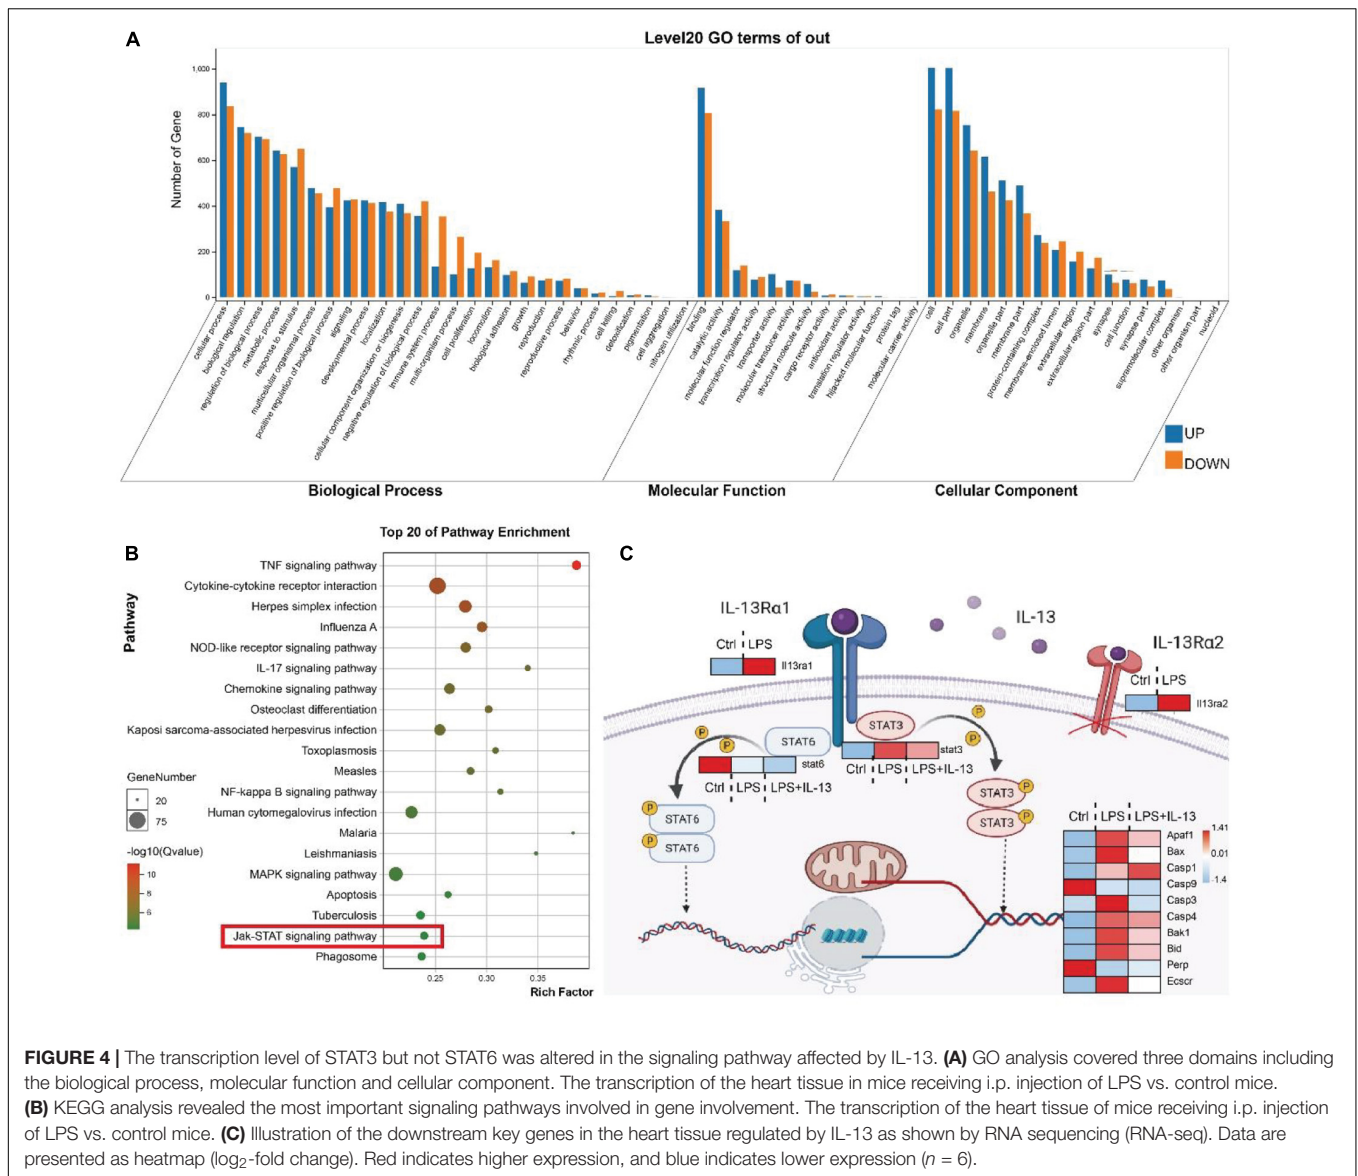 A
Level20 GO terms of out
Number of Gene
1,000
800
600
400
200
0
cellular process
biological regulation
regulation of biological process
metabolic process
response to stimulus
multicellular organismal process
positive regulation of biological process
signaling
developmental process
localization
cellular component organization or biogenesis
negative regulation of biological process
immune system process
multi-organism process
cell proliferation
locomotion
biological adhesion
growth
reproduction
reproductive process
behavior
rhythmic process
cell killing
detoxification
pigmentation
cell aggregation
nitrogen utilization
binding
catalytic activity
molecular function regulator
transcription regulator activity
transporter activity
molecular transducer activity
structural molecule activity
cargo receptor activity
antioxidant activity
translation regulator activity
hijacked molecular function
protein tag
molecular carrier activity
cell
cell part
organelle
membrane
organelle part
membrane part
protein-containing complex
membrane-enclosed lumen
extracellular region
extracellular region part
synapse
cell junction
synapse part
supramolecular complex
other organism
other organism part
nucleoid
UP
DOWN
Biological Process
Molecular Function
Cellular Component
B
Top 20 of Pathway Enrichment
Pathway
TNF signaling pathway
Cytokine-cytokine receptor interaction
Herpes simplex infection
Influenza A
NOD-like receptor signaling pathway
IL-17 signaling pathway
Chemokine signaling pathway
Osteoclast differentiation
Kaposi sarcoma-associated herpesvirus infection
Toxoplasmosis
Measles
NF-kappa B signaling pathway
Human cytomegalovirus infection
Malaria
Leishmaniasis
MAPK signaling pathway
Apoptosis
Tuberculosis
Jak-STAT signaling pathway
Phagosome
GeneNumber
20
75
-log10(Qvalue)
10
5
6
0.25
0.30
0.35
Rich Factor
C
IL-13Rα1
IL-13
IL-13Rα2
Ctrl LPS
Il13ra1
Ctrl LPS
Il13ra2
P
P
STAT6
stat6
Ctrl LPS LPS+IL-13
STAT3
stat3
Ctrl LPS LPS+IL-13
P
P
P
STAT6
P
STAT6
STAT3
P
STAT3
P
Ctrl LPS LPS+IL-13
Apaf1
Bax
Casp1
Casp9
Casp3
Casp4
Bak1
Bid
Perp
Ecscr
1.41
0.01
-1.4
FIGURE 4 | The transcription level of STAT3 but not STAT6 was altered in the signaling pathway affected by IL-13. (A) GO analysis covered three domains including
the biological process, molecular function and cellular component. The transcription of the heart tissue in mice receiving i.p. injection of LPS vs. control mice.
(B) KEGG analysis revealed the most important signaling pathways involved in gene involvement. The transcription of the heart tissue of mice receiving i.p. injection
of LPS vs. control mice. (C) Illustration of the downstream key genes in the heart tissue regulated by IL-13 as shown by RNA sequencing (RNA-seq). Data are
presented as heatmap (log2-fold change). Red indicates higher expression, and blue indicates lower expression (n = 6).